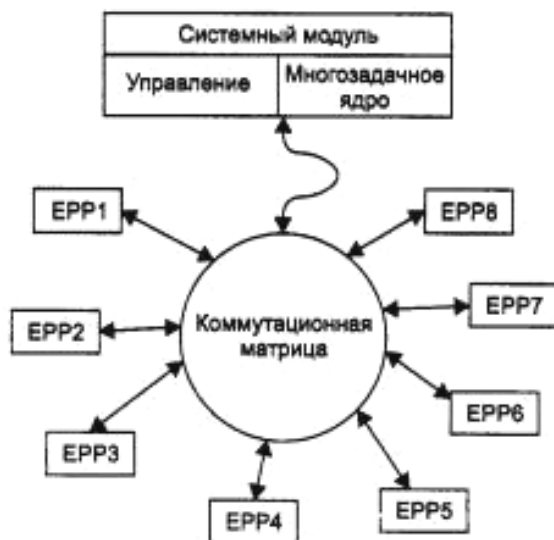 Системный модуль
Управление
Многозадачное
ядро
EPP1
EPP8
EPP2
EPP7
Коммутационная
матрица
EPP3
EPP6
EPP4
EPP5